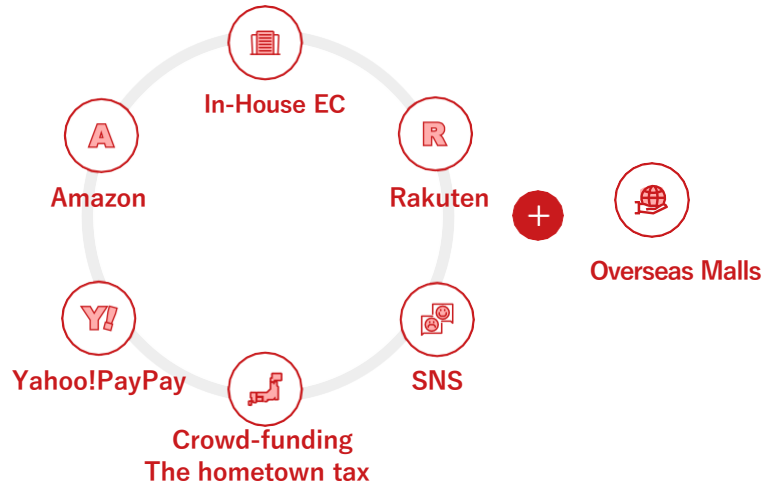 In-House EC
A
R
Amazon
Rakuten
Overseas Malls
Y!
Yahoo!PayPay
SNS
Crowd-funding
The hometown tax